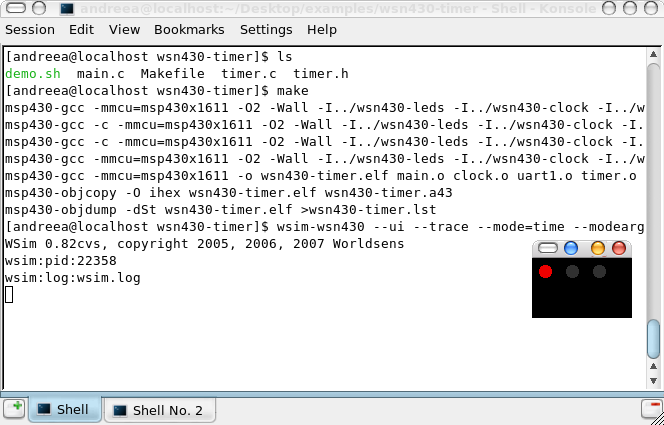 andreea@localhost:~/Desktop/examples/wsn430-timer - Shell - Konsole
Session Edit View Bookmarks Settings Help
[andreea@localhost wsn430-timer]$ ls
demo.sh main.c Makefile timer.c timer.h
[andreea@localhost wsn430-timer]$ make
msp430-gcc -mmcu=msp430x1611 -O2 -Wall -I../wsn430-leds -I../wsn430-clock -I../w
msp430-gcc -c -mmcu=msp430x1611 -O2 -Wall -I../wsn430-leds -I../wsn430-clock -I.
msp430-gcc -c -mmcu=msp430x1611 -O2 -Wall -I../wsn430-leds -I../wsn430-clock -I.
msp430-gcc -mmcu=msp430x1611 -O2 -Wall -I../wsn430-leds -I../wsn430-clock -I../w
msp430-gcc -mmcu=msp430x1611 -o wsn430-timer.elf main.o clock.o uart1.o timer.o
msp430-objcopy -O ihex wsn430-timer.elf wsn430-timer.a43
msp430-objdump -dSt wsn430-timer.elf >wsn430-timer.lst
[andreea@localhost wsn430-timer]$ wsim-wsn430 --ui --trace --mode=time --modearg
WSim 0.82cvs, copyright 2005, 2006, 2007 Worldsens
wsim:pid:22358
wsim:log:wsim.log
Shell Shell No. 2